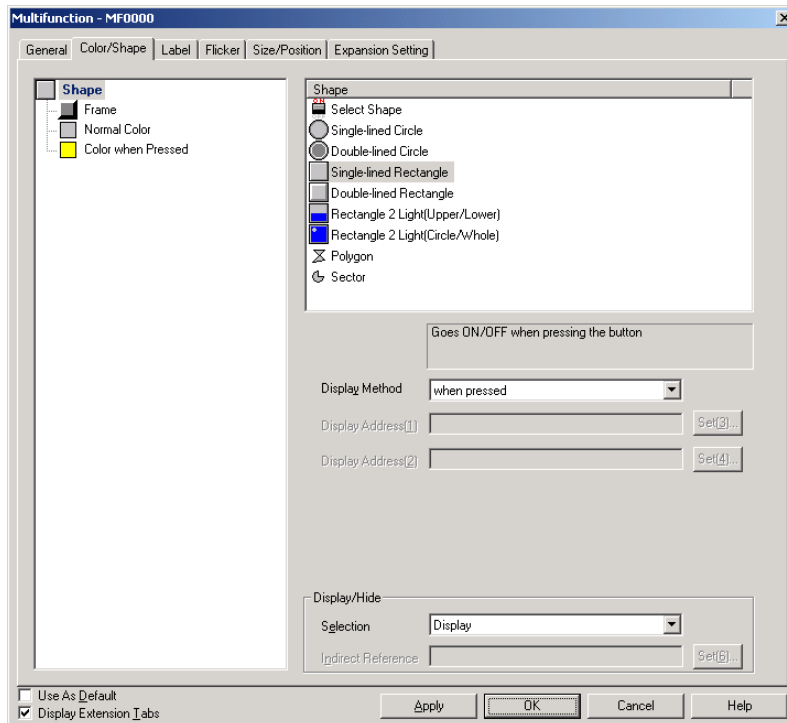 Multifunction - MF0000
General Color/Shape Label Flicker Size/Position Expansion Setting
Shape
Frame
Normal Color
Color when Pressed
Shape
Select Shape
Single-lined Circle
Double-lined Circle
Single-lined Rectangle
Double-lined Rectangle
Rectangle 2 Light(Upper/Lower)
Rectangle 2 Light(Circle/Whole)
Polygon
Sector
Goes ON/OFF when pressing the button
Display Method when pressed
Display Address(1) Set(3)...
Display Address(2) Set(4)...
Display/Hide
Selection Display
Indirect Reference Set(6)...
Use As Default
Display Extension Tabs
Apply OK Cancel Help